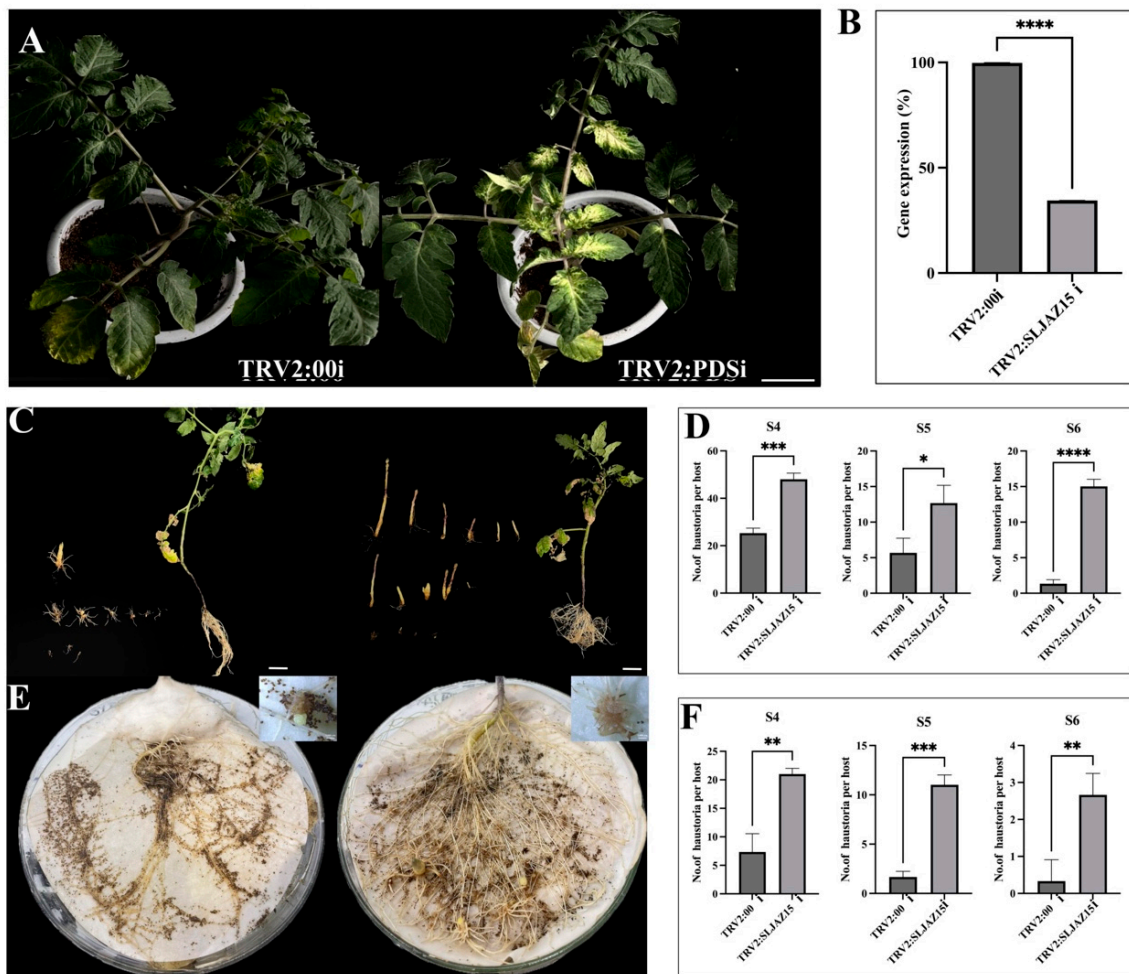 A
TRV2:00i
TRV2:PDSi
B
****
Gene expression (%)
100
50
0
TRV2:00i
TRV2:SLJAZ15 i
C
D
S4
***
No.of haustoria per host
60
40
20
0
TRV2:00 i
TRV2:SLJAZ15 i
S5
*
No.of haustoria per host
20
15
10
5
0
TRV2:00 i
TRV2:SLJAZ15 i
S6
****
No.of haustoria per host
20
15
10
5
0
TRV2:00 i
TRV2:SLJAZ15 i
E
F
S4
**
No.of haustoria per host
25
20
15
10
5
0
TRV2:00 i
TRV2:SLJAZ15 i
S5
***
No.of haustoria per host
15
10
5
0
TRV2:00 i
TRV2:SLJAZ15i
S6
**
No.of haustoria per host
4
3
2
1
0
TRV2:00 i
TRV2:SLJAZ15 i